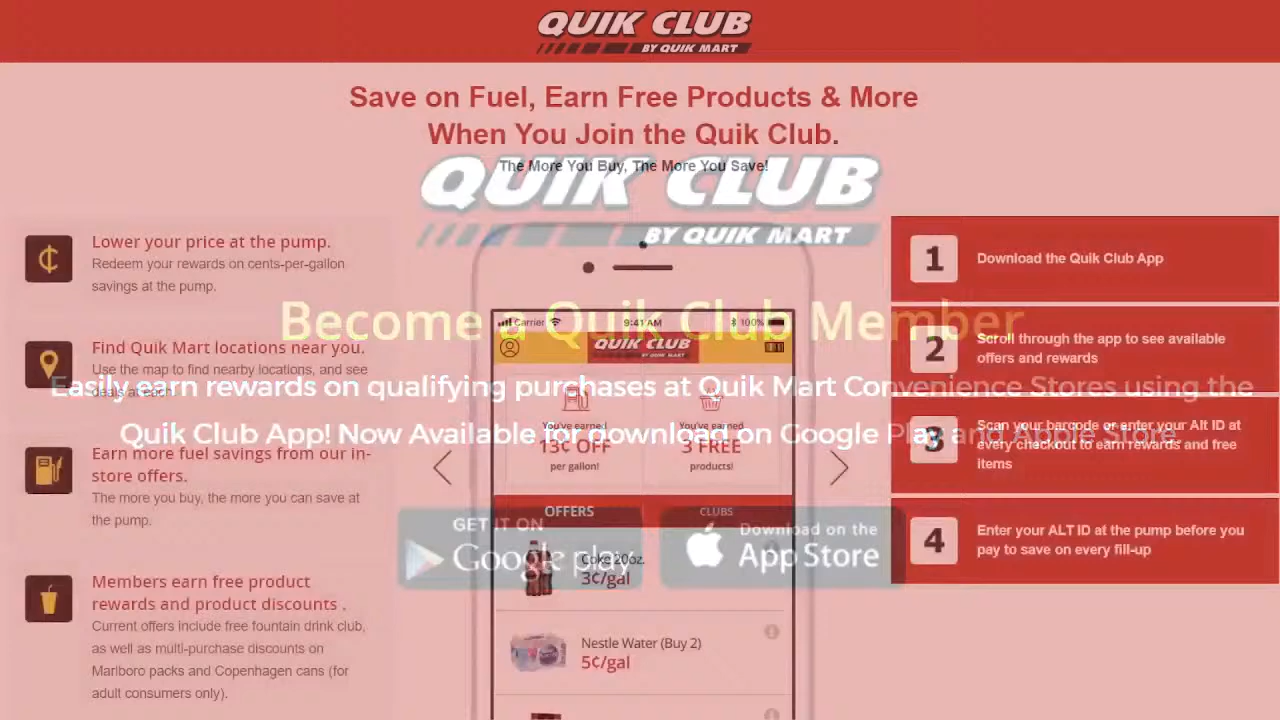 QUIK CLUB
BY QUIK MART
Save on Fuel, Earn Free Products & More
When You Join the Quik Club.
The More You Buy, The More You Save!
QUIK CLUB
BY QUIK MART
Become a Quik Club Member
Easily earn rewards on qualifying purchases at Quik Mart Convenience Stores using the
Quik Club App! Now Available for download on Google Play and Apple Store.
GET IT ON
Google play
Download on the
App Store
Lower your price at the pump.
Redeem your rewards on cents-per-gallon
savings at the pump.
Find Quik Mart locations near you.
Use the map to find nearby locations, and see
deals at each.
Earn more fuel savings from our in-
store offers.
The more you buy, the more you can save at
the pump.
Members earn free product
rewards and product discounts .
Current offers include free fountain drink club,
as well as multi-purchase discounts on
Marlboro packs and Copenhagen cans (for
adult consumers only).
Carrier
9:41 AM
100%
QUIK CLUB
BY QUIK MART
You've earned
13¢ OFF
per gallon!
You've earned
3 FREE
products!
OFFERS
CLUBS
Coke 20oz.
3¢/gal
Nestle Water (Buy 2)
5¢/gal
1
Download the Quik Club App
2
Scroll through the app to see available
offers and rewards
3
Scan your barcode or enter your Alt ID at
every checkout to earn rewards and free
items
4
Enter your ALT ID at the pump before you
pay to save on every fill-up